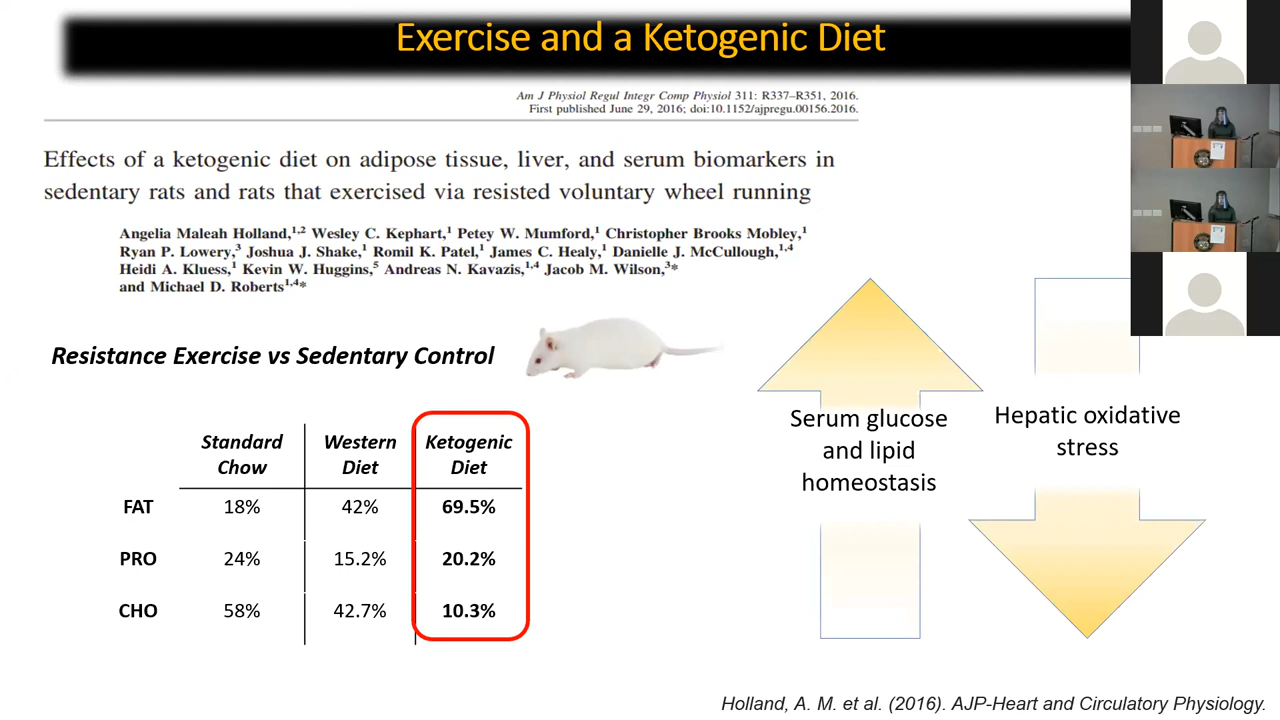 Exercise and a Ketogenic Diet
Am J Physiol Regul Integr Comp Physiol 311: R337–R351, 2016.
First published June 29, 2016; doi:10.1152/ajpregu.00156.2016.
Effects of a ketogenic diet on adipose tissue, liver, and serum biomarkers in
sedentary rats and rats that exercised via resisted voluntary wheel running
Angelia Maleah Holland,1,2 Wesley C. Kephart,1 Petey W. Mumford,1 Christopher Brooks Mobley,1
Ryan P. Lowery,3 Joshua J. Shake,1 Romil K. Patel,1 James C. Healy,1 Danielle J. McCullough,1,4
Heidi A. Kluess,1 Kevin W. Huggins,5 Andreas N. Kavazis,1,4 Jacob M. Wilson,3*
and Michael D. Roberts1,4*
Resistance Exercise vs Sedentary Control
Standard Chow Western Diet Ketogenic Diet
FAT 18% 42% 69.5%
PRO 24% 15.2% 20.2%
CHO 58% 42.7% 10.3%
Serum glucose
and lipid
homeostasis
Hepatic oxidative
stress
Holland, A. M. et al. (2016). AJP-Heart and Circulatory Physiology.